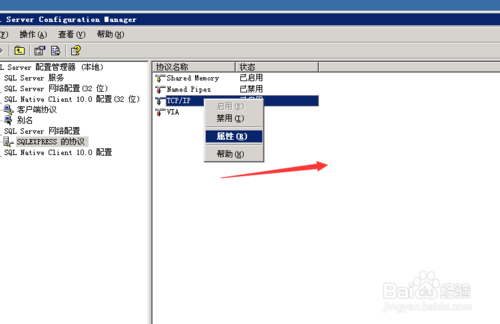 L Server Configuration Manager
操作(A) 查看(V) 帮助(H)
L Server 配置管理器 (本地)
SQL Server 服务
SQL Server 网络配置(32 位)
SQL Native Client 10.0 配置(32 位)
客户端协议
别名
SQL Server 网络配置
SQLEXPRESS 的协议
SQL Native Client 10.0 配置
协议名称 状态
Shared Memory 已启用
Named Pipes 已禁用
TCP/IP
VIA
启用(E)
禁用(I)
属性(R)
帮助(H)
Baidu 经验
jingyan.baidu.com